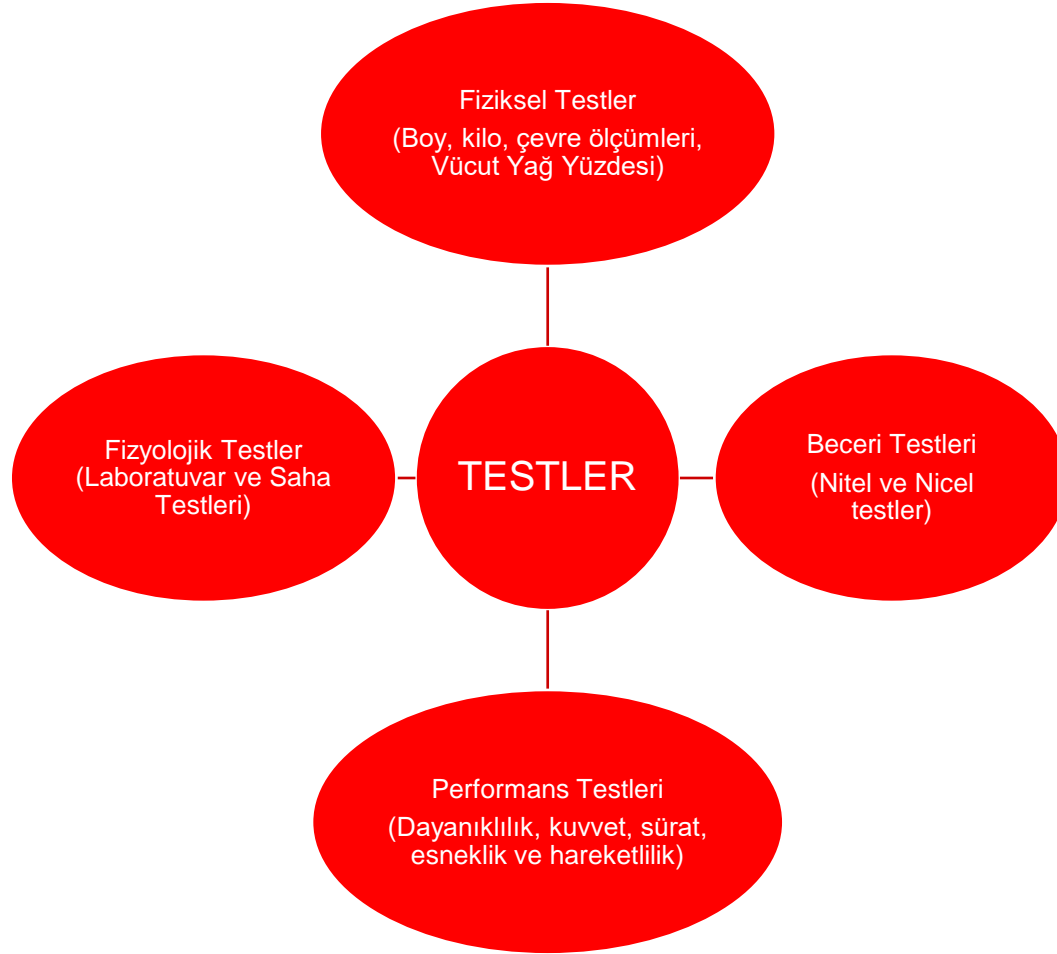 Fiziksel Testler
(Boy, kilo, çevre ölçümleri,
Vücut Yağ Yüzdesi)
Fizyolojik Testler
(Laboratuvar ve Saha
Testleri)
TESTLER
Beceri Testleri
(Nitel ve Nicel
testler)
Performans Testleri
(Dayanıklılık, kuvvet, sürat,
esneklik ve hareketlilik)